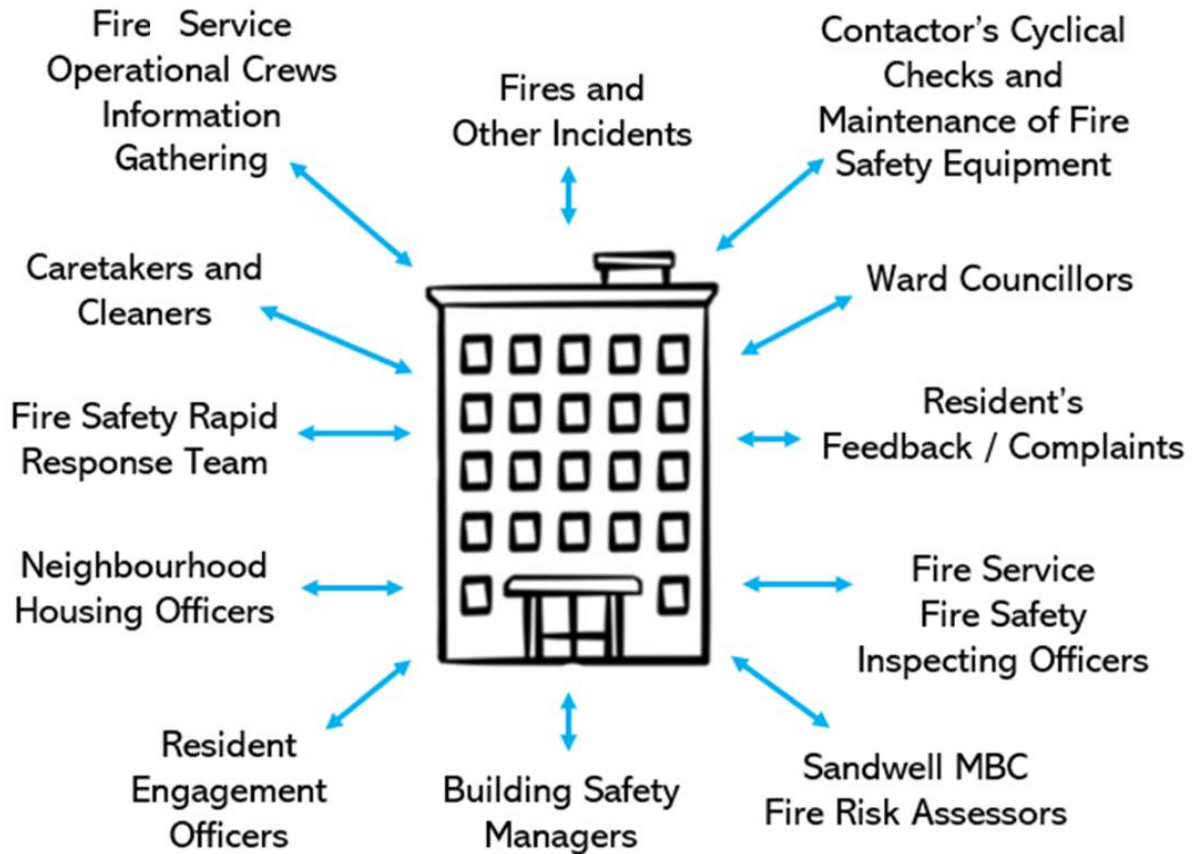 Fire Service
Operational Crews
Information
Gathering
Fires and
Other Incidents
Contactor's Cyclical
Checks and
Maintenance of Fire
Safety Equipment
Caretakers and
Cleaners
Ward Councillors
Fire Safety Rapid
Response Team
Resident's
Feedback / Complaints
Neighbourhood
Housing Officers
Fire Service
Fire Safety
Inspecting Officers
Resident
Engagement
Officers
Building Safety
Managers
Sandwell MBC
Fire Risk Assessors